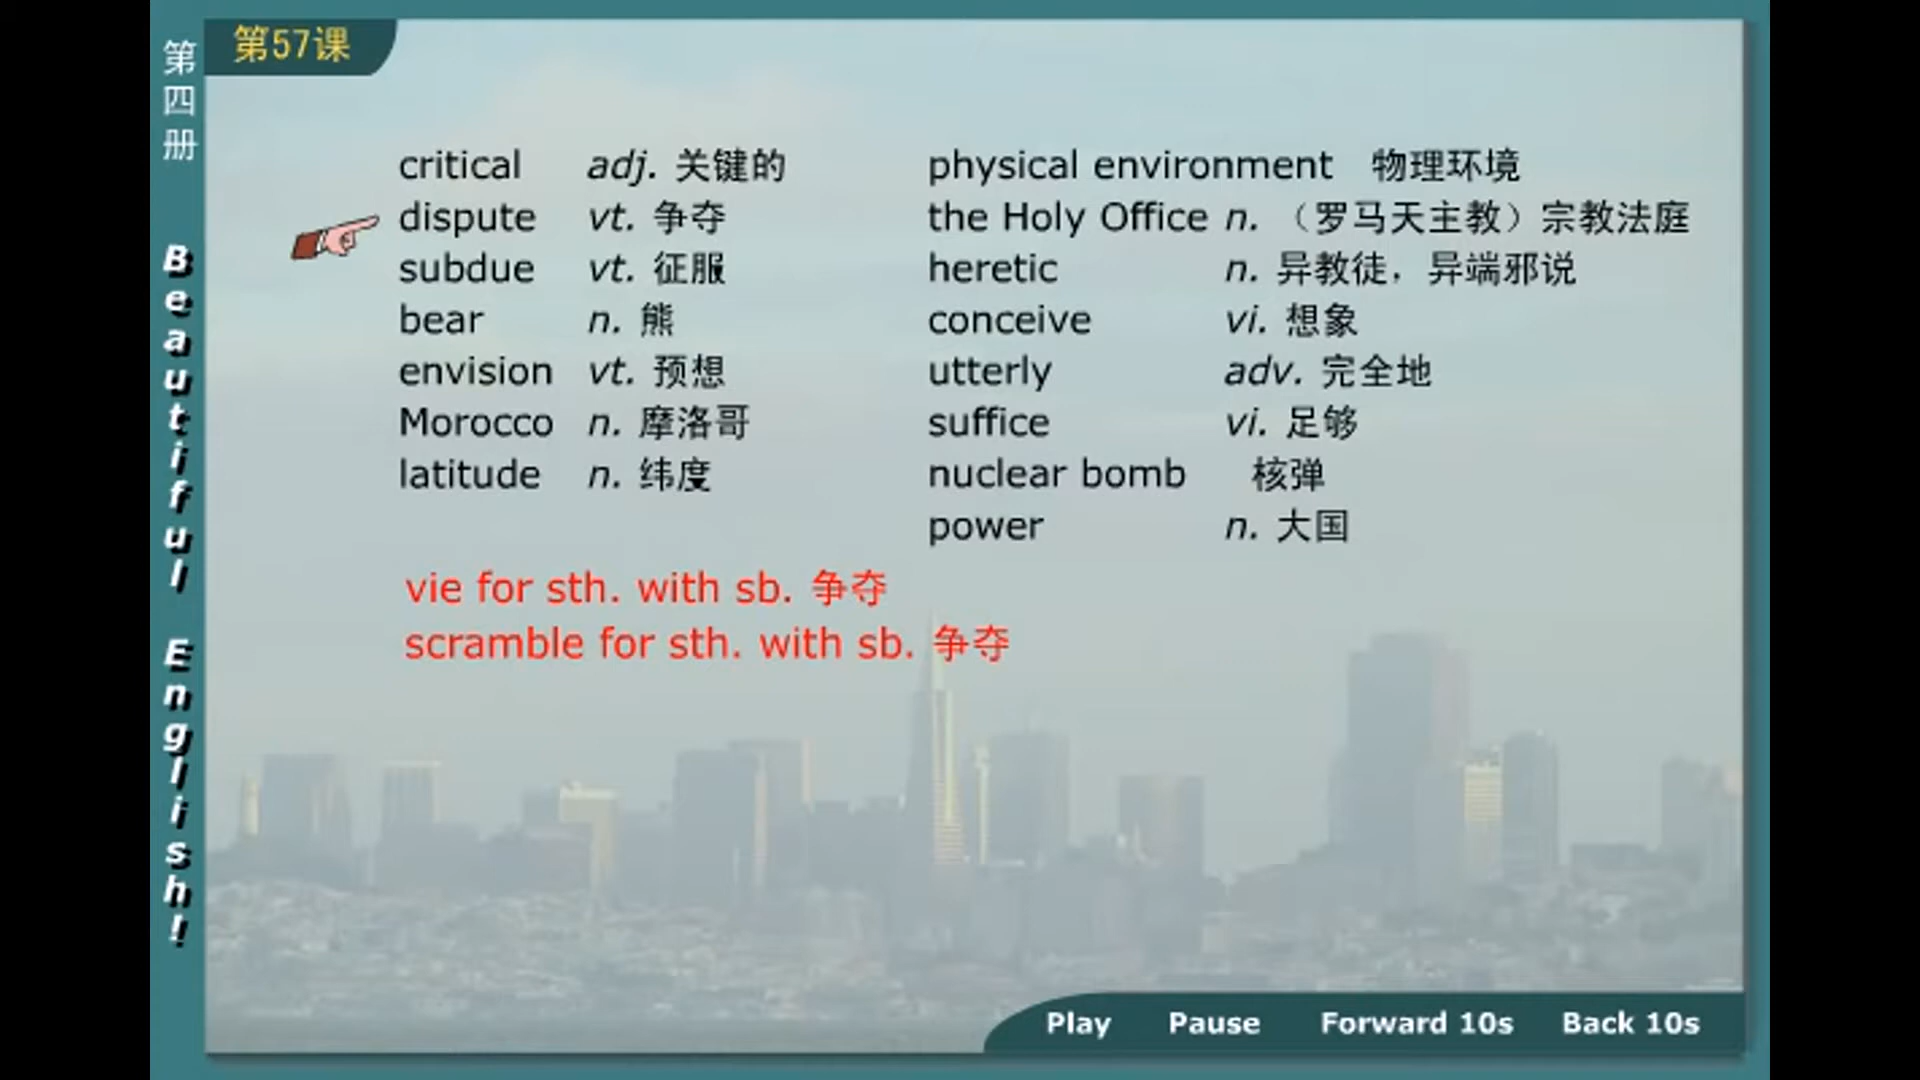 第四册
Beautiful English!
第57课
critical adj. 关键的
dispute vt. 争夺
subdue vt. 征服
bear n. 熊
envision vt. 预想
Morocco n. 摩洛哥
latitude n. 纬度
physical environment 物理环境
the Holy Office n. （罗马天主教）宗教法庭
heretic n. 异教徒，异端邪说
conceive vi. 想象
utterly adv. 完全地
suffice vi. 足够
nuclear bomb 核弹
power n. 大国
vie for sth. with sb. 争夺
scramble for sth. with sb. 争夺
Play Pause Forward 10s Back 10s